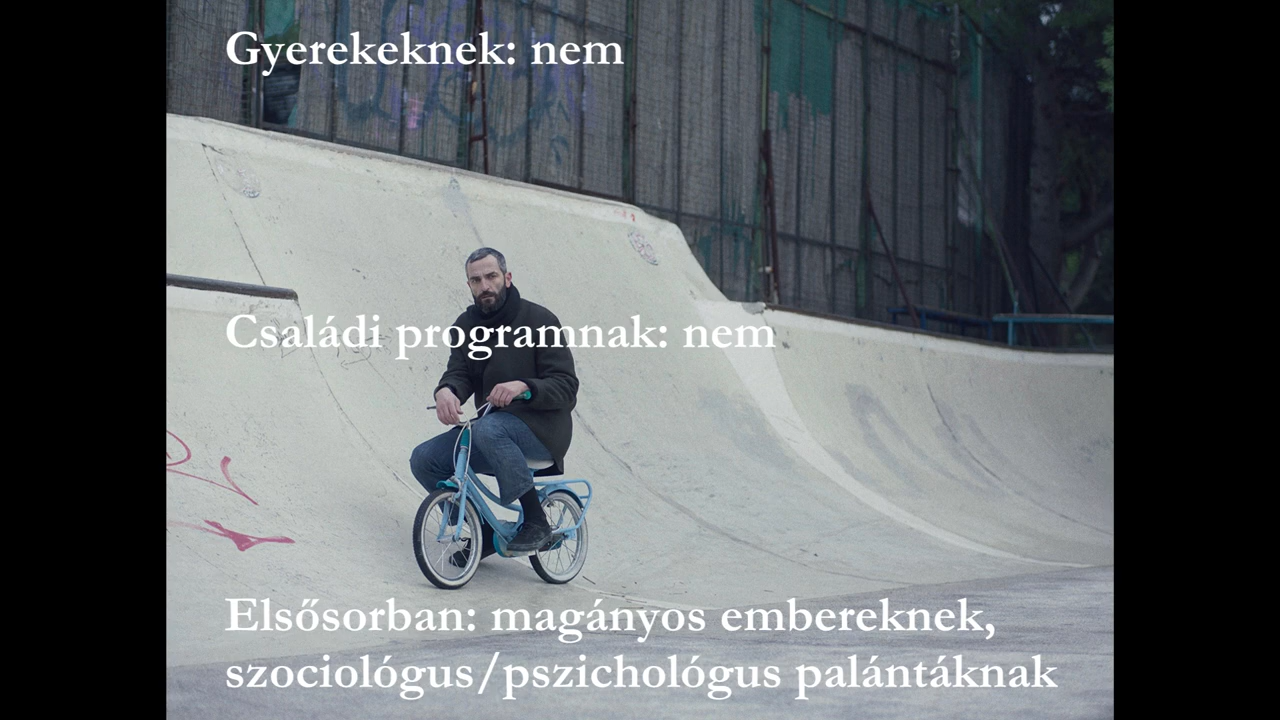 Gyerekeknek: nem
Családi programnak: nem
Elsősorban: magányos embereknek,
szociológus/pszichológus palántáknak